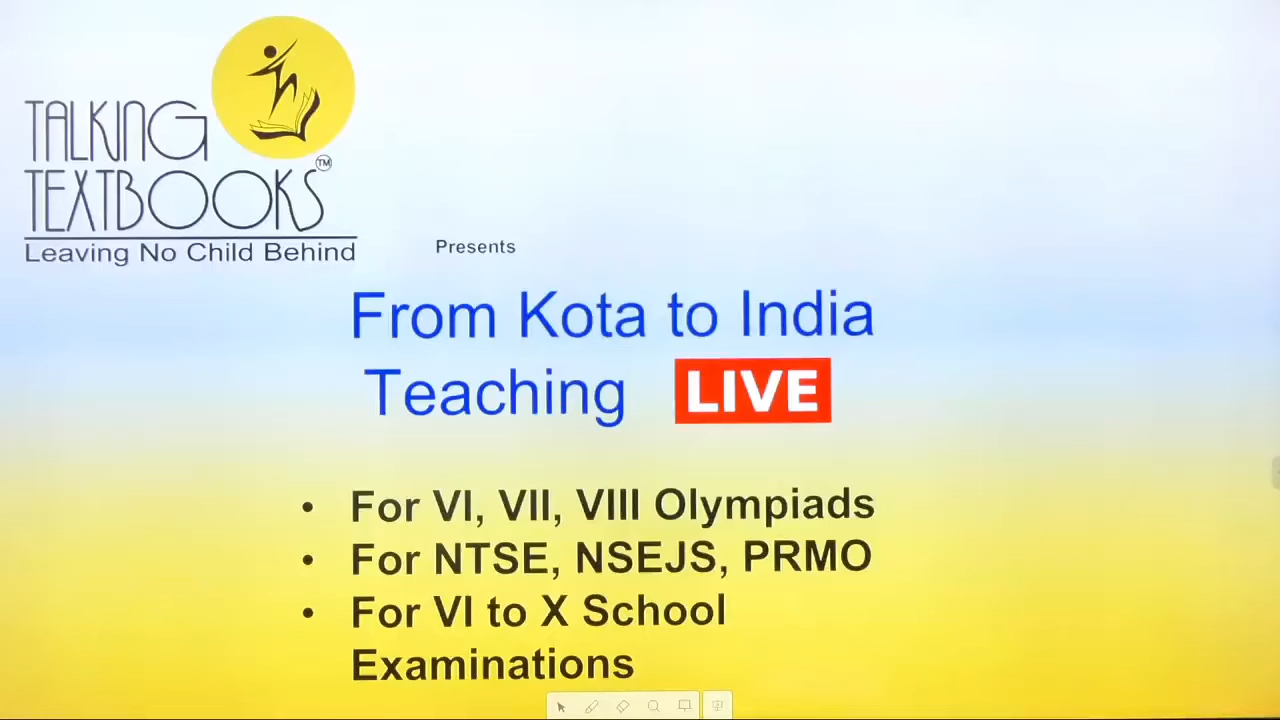 TALKING
TEXTBOOKS
TM
Leaving No Child Behind
Presents
From Kota to India
Teaching LIVE
• For VI, VII, VIII Olympiads
• For NTSE, NSEJS, PRMO
• For VI to X School
Examinations